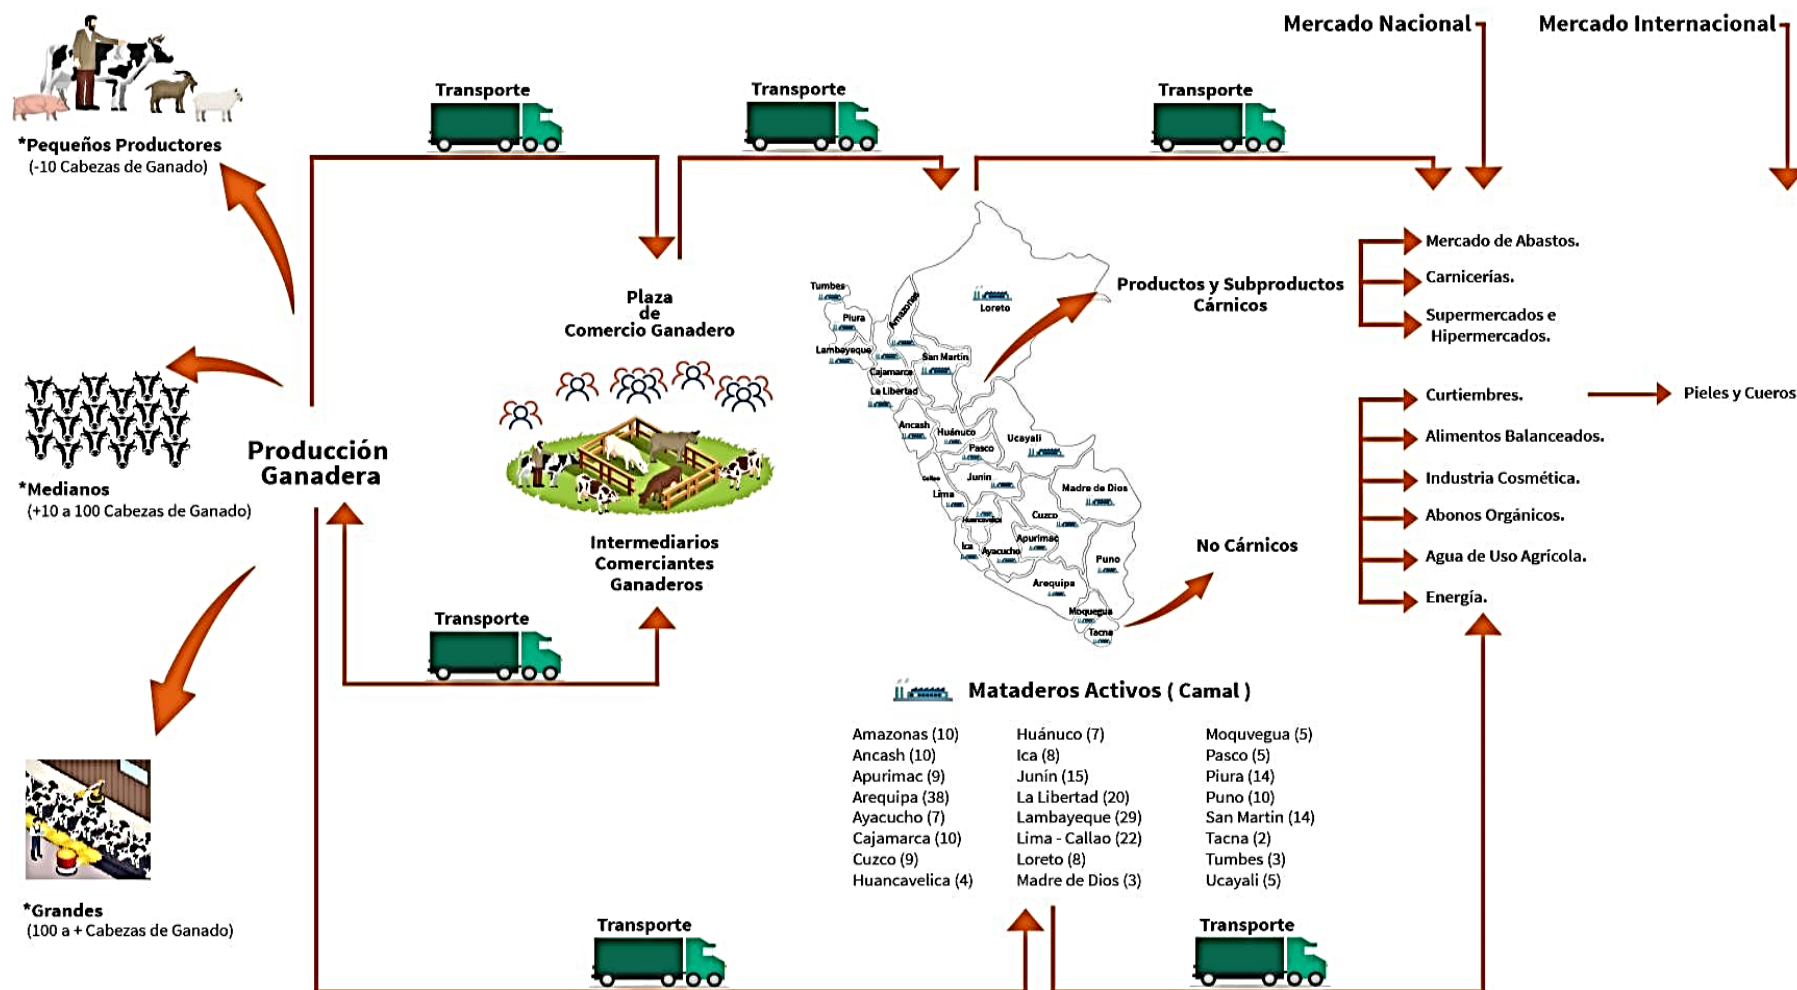 Mercado Nacional
Mercado Internacional
Transporte
Transporte
Transporte
*Pequeños Productores
(-10 Cabezas de Ganado)
Plaza
de
Comercio Ganadero
Producción
Ganadera
*Medianos
(+10 a 100 Cabezas de Ganado)
Intermediarios
Comerciantes
Ganaderos
Transporte
*Grandes
(100 a + Cabezas de Ganado)
Tumbes
Piura
Lambayeque
Amazonas
Cajamarca
La Libertad
San Martin
Loreto
Ancash
Huánuco
Pasco
Ucayali
Callao
Lima
Junin
Madre de Dios
Huancavelica
Cuzco
Ica
Ayacucho
Apurimac
Puno
Arequipa
Moquegua
Tacna
Productos y Subproductos
Cárnicos
Mercado de Abastos.
Carnicerías.
Supermercados e
Hipermercados.
No Cárnicos
Curtiembres.
Pieles y Cueros
Alimentos Balanceados.
Industria Cosmética.
Abonos Orgánicos.
Agua de Uso Agrícola.
Energía.
Mataderos Activos ( Camal )
Amazonas (10)
Ancash (10)
Apurimac (9)
Arequipa (38)
Ayacucho (7)
Cajamarca (10)
Cuzco (9)
Huancavelica (4)
Huánuco (7)
Ica (8)
Junín (15)
La Libertad (20)
Lambayeque (29)
Lima - Callao (22)
Loreto (8)
Madre de Dios (3)
Moquvegua (5)
Pasco (5)
Piura (14)
Puno (10)
San Martin (14)
Tacna (2)
Tumbes (3)
Ucayali (5)
Transporte
Transporte